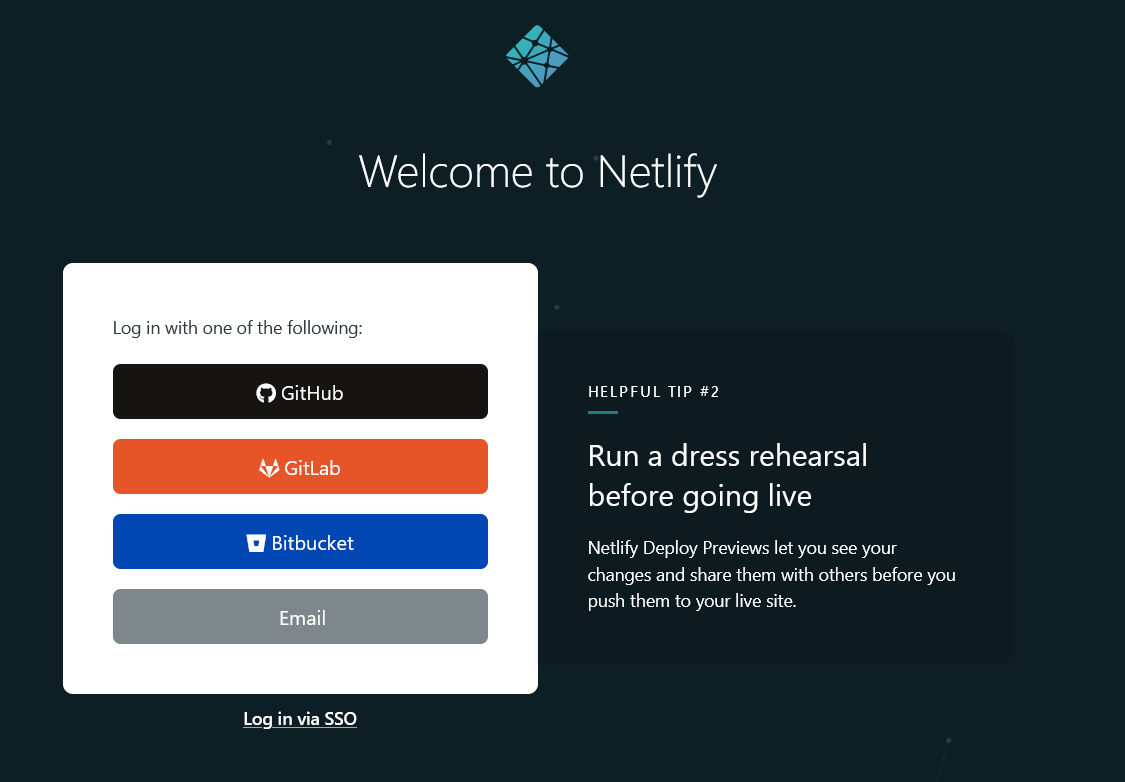 Welcome to Netlify
Log in with one of the following:
GitHub
GitLab
Bitbucket
Email
Log in via SSO
HELPFUL TIP #2
Run a dress rehearsal
before going live
Netlify Deploy Previews let you see your
changes and share them with others before you
push them to your live site.